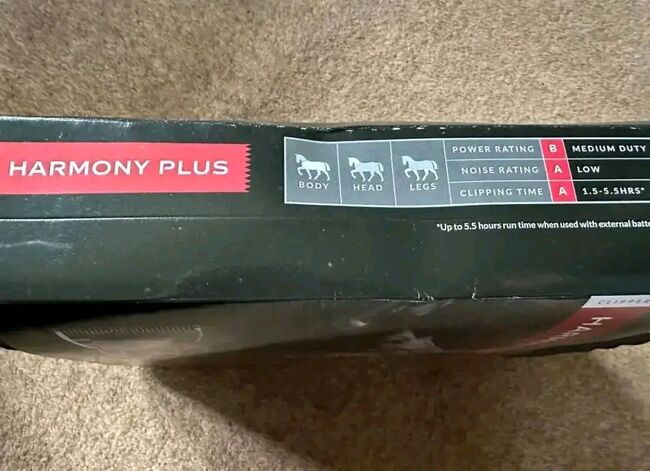 HARMONY PLUS
BODY
HEAD
LEGS
POWER RATING B MEDIUM DUTY
NOISE RATING A LOW
CLIPPING TIME A 1.5-5.5HRS*
*Up to 5.5 hours run time when used with external batt
CLIPPER
HAR